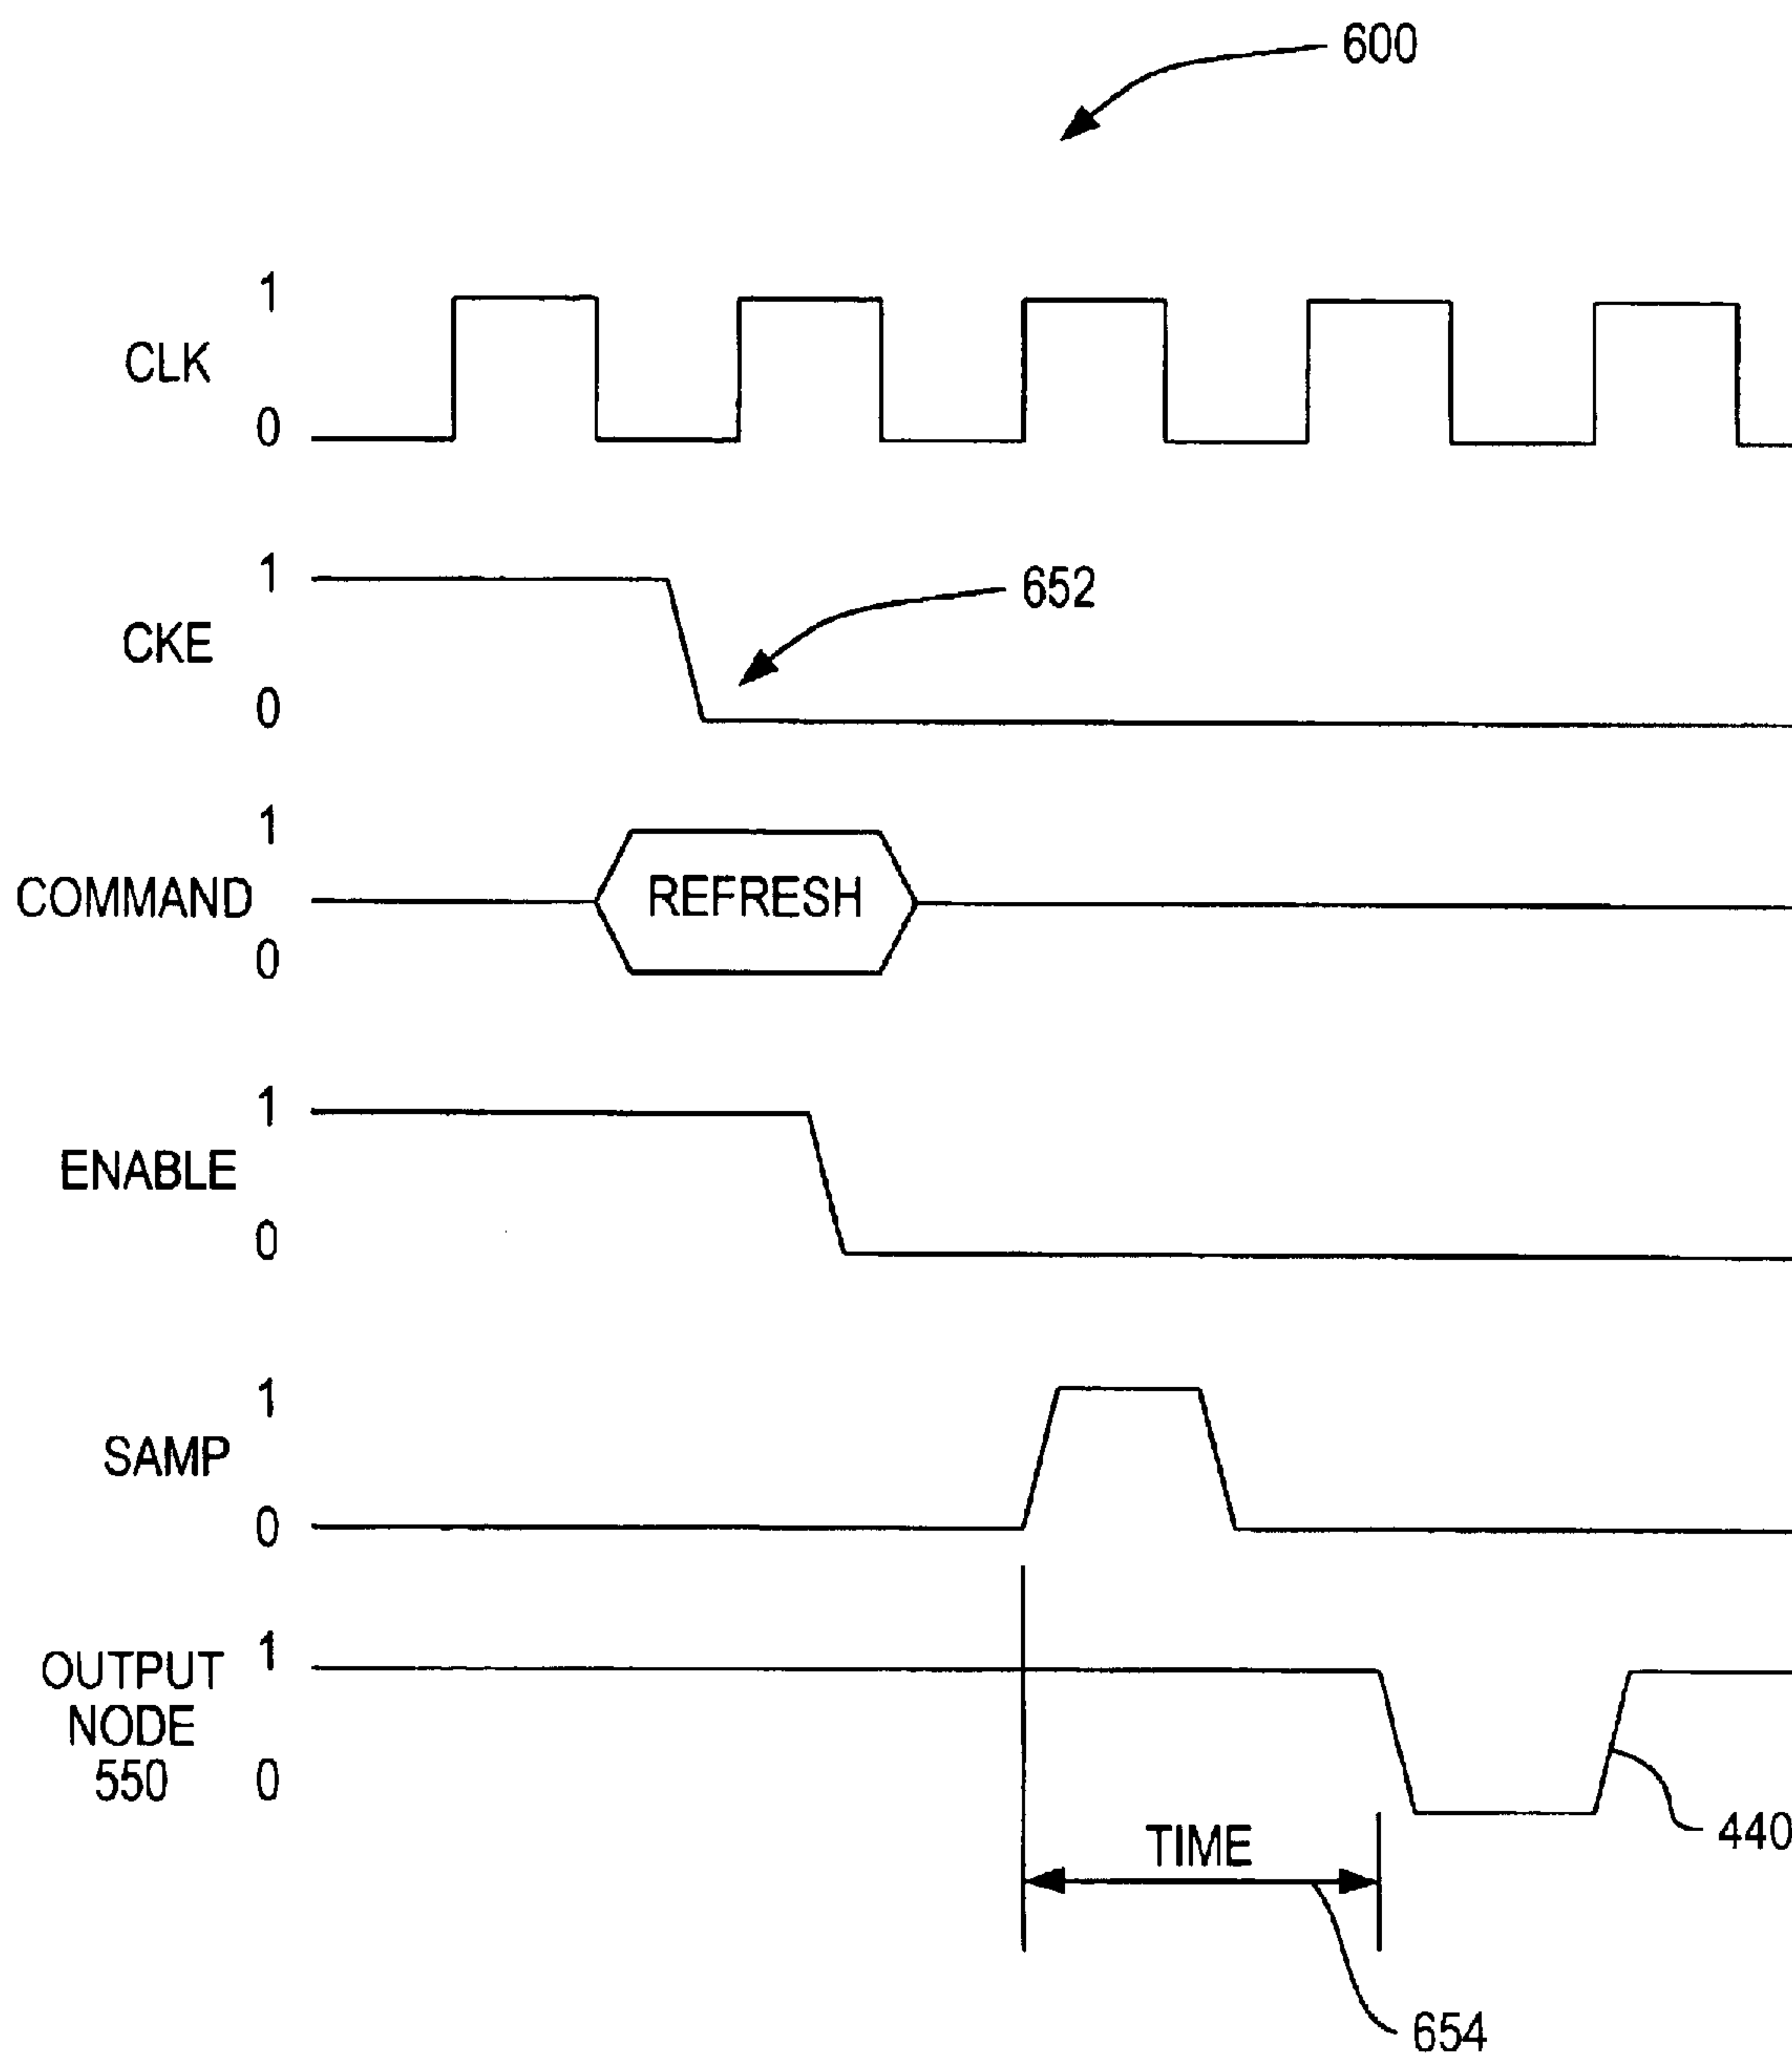 600
1
CLK
0
1
CKE
0
652
1
COMMAND
0
REFRESH
1
ENABLE
0
1
SAMP
0
1
OUTPUT
NODE
550
0
TIME
440
654